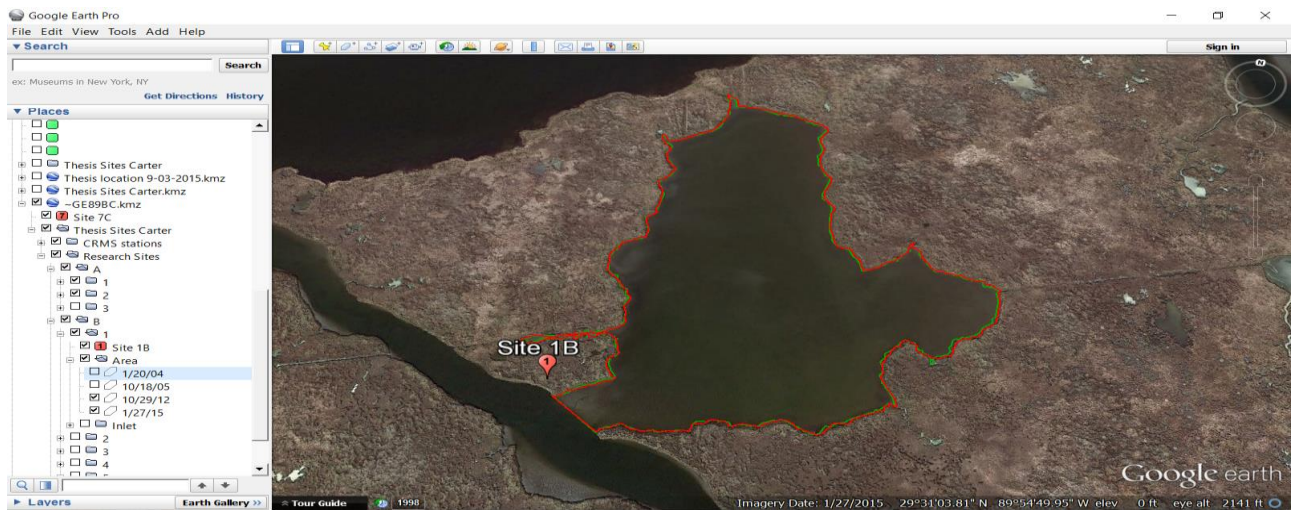 Google Earth Pro
File Edit View Tools Add Help
Search
Sign in
Search
ex: Museums in New York, NY
Get Directions History
Places
Thesis Sites Carter
Thesis location 9-03-2015.kmz
Thesis Sites Carter.kmz
~GE89BC.kmz
7 Site 7C
Thesis Sites Carter
CRMS stations
Research Sites
A
1
2
3
B
1
1 Site 1B
Area
1/20/04
10/18/05
10/29/12
1/27/15
Inlet
2
3
4
N
Site 1B
1
Google earth
Layers
Earth Gallery >>
Tour Guide
1998
Imagery Date: 1/27/2015 29°31'03.81" N 89°54'49.95" W elev 0 ft eye alt 2141 ft